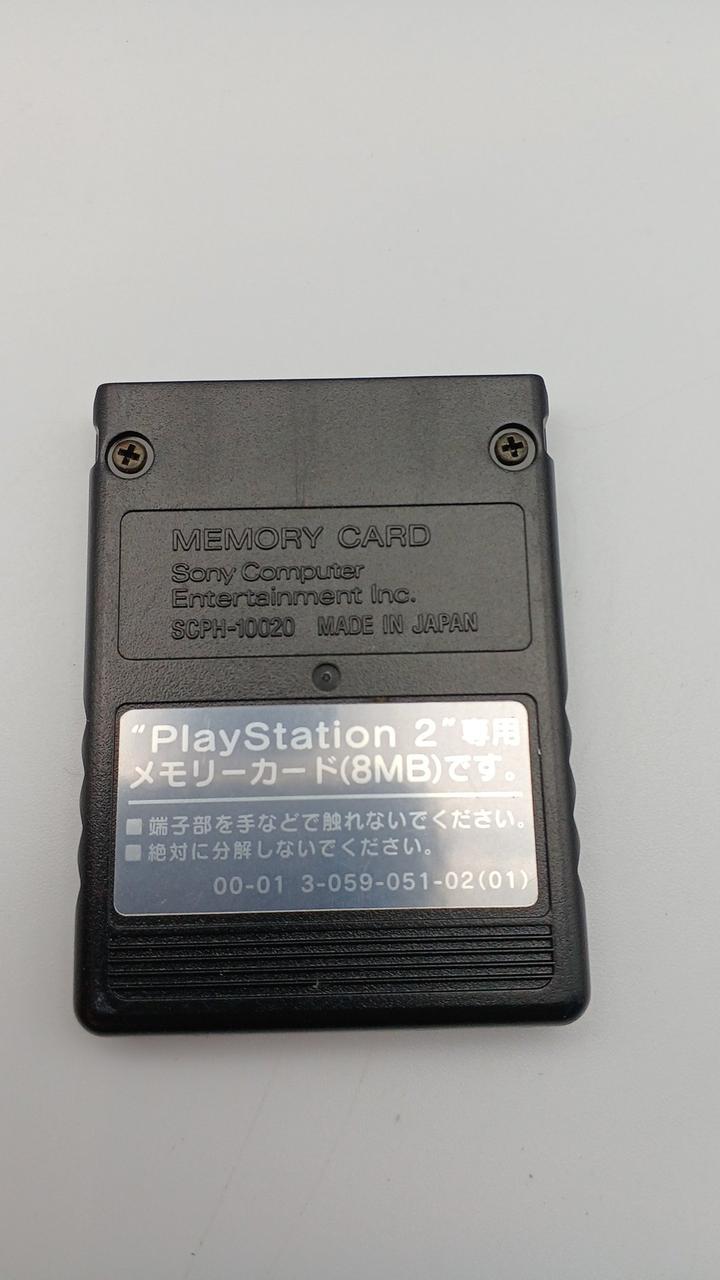 MEMORY CARD
Sony Computer
Entertainment Inc.
SCPH-10020 MADE IN JAPAN
"PlayStation 2"専用
メモリーカード(8MB)です。
■ 端子部を手などで触れないでください。
■ 絶対に分解しないでください。
00-01 3-059-051-02(01)